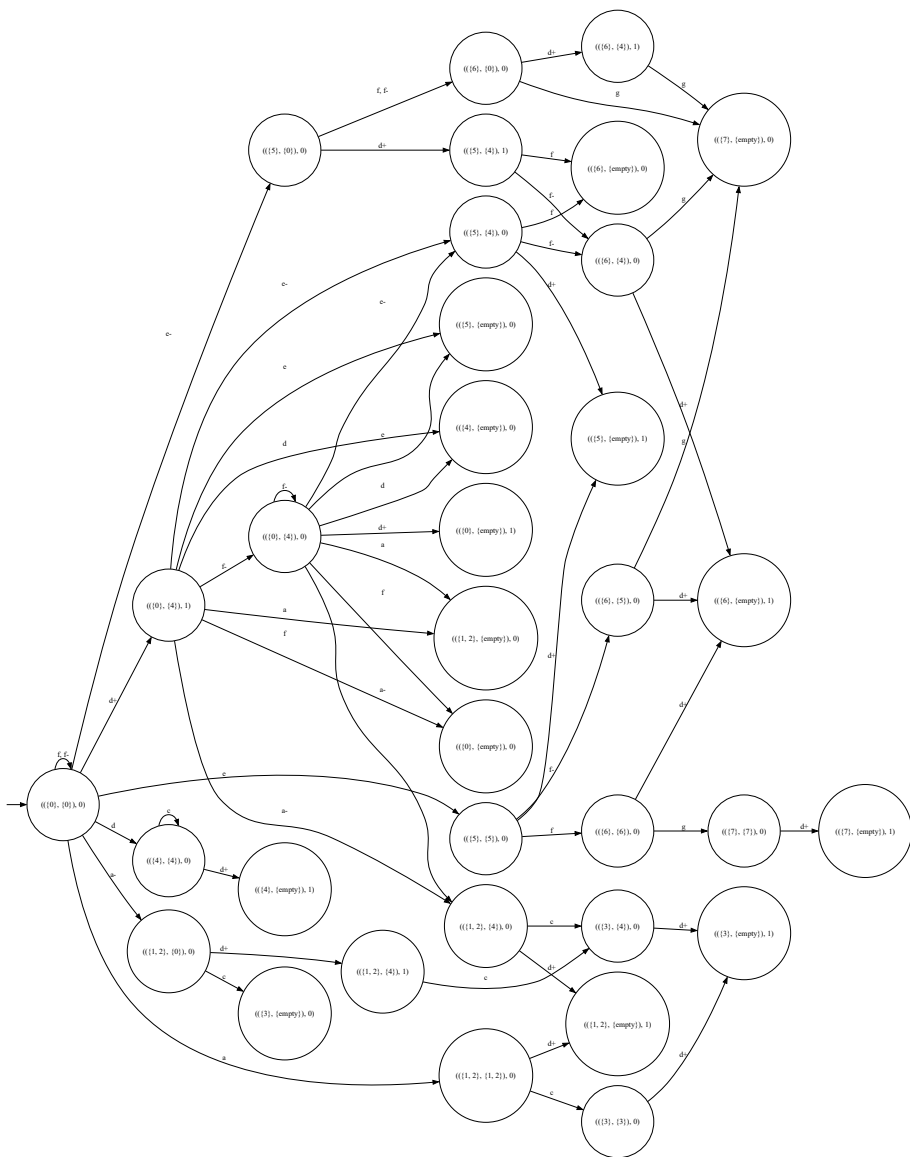 (({6}, {4}), 1)
d+
(({6}, {0}), 0)
g
f, f-
g
(({7}, {empty}), 0)
(({5}, {0}), 0)
d+
(({5}, {4}), 1)
f
(({6}, {empty}), 0)
f-
g
f
(({5}, {4}), 0)
f-
(({6}, {4}), 0)
e-
d+
e-
(({5}, {empty}), 0)
e-
e
d+
(({4}, {empty}), 0)
e
(({5}, {empty}), 1)
d
g
d
f-
d+
(({0}, {empty}), 1)
(({0}, {4}), 0)
a
f-
f
d+
(({6}, {5}), 0)
(({6}, {empty}), 1)
(({0}, {4}), 1)
a
f
(({1, 2}, {empty}), 0)
d+
a-
d+
d+
(({0}, {empty}), 0)
f, f-
e
f-
(({0}, {0}), 0)
a-
d
c
f
(({6}, {6}), 0)
g
(({7}, {7}), 0)
d+
(({7}, {empty}), 1)
(({5}, {5}), 0)
(({4}, {4}), 0)
d+
a-
(({4}, {empty}), 1)
(({1, 2}, {4}), 0)
c
(({3}, {4}), 0)
d+
(({3}, {empty}), 1)
(({1, 2}, {0}), 0)
d+
d+
c
(({1, 2}, {4}), 1)
c
(({3}, {empty}), 0)
(({1, 2}, {empty}), 1)
d+
d+
a
(({1, 2}, {1, 2}), 0)
c
(({3}, {3}), 0)